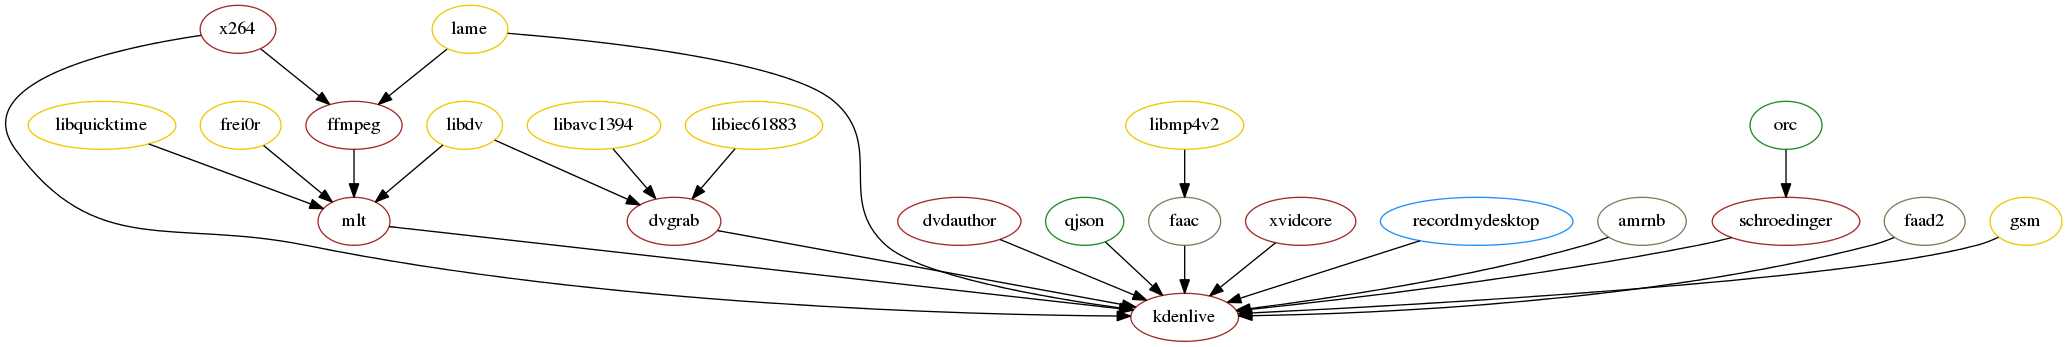 x264
lame
libquicktime
frei0r
ffmpeg
libdv
libavc1394
libiec61883
libmp4v2
orc
mlt
dvgrab
dvdauthor
qjson
faac
xvidcore
recordmydesktop
amrnb
schroedinger
faad2
gsm
kdenlive